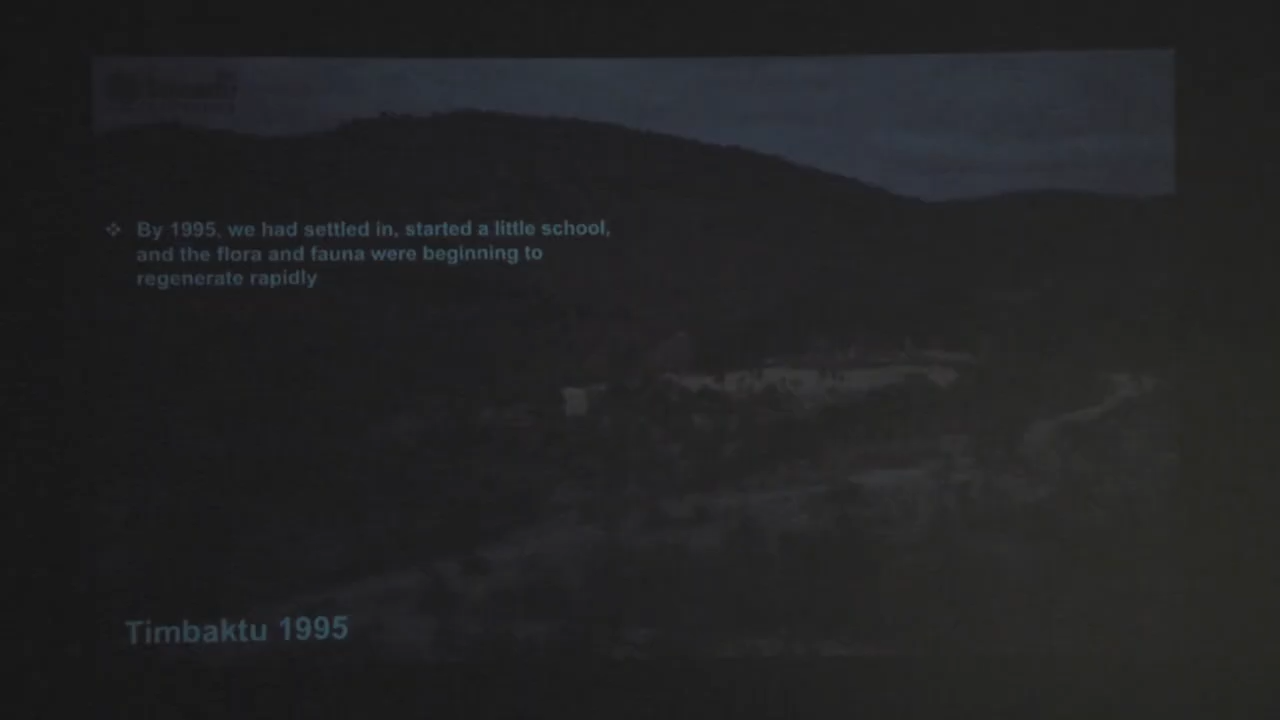 ❖ By 1995, we had settled in, started a little school,
and the flora and fauna were beginning to
regenerate rapidly
Timbaktu 1995